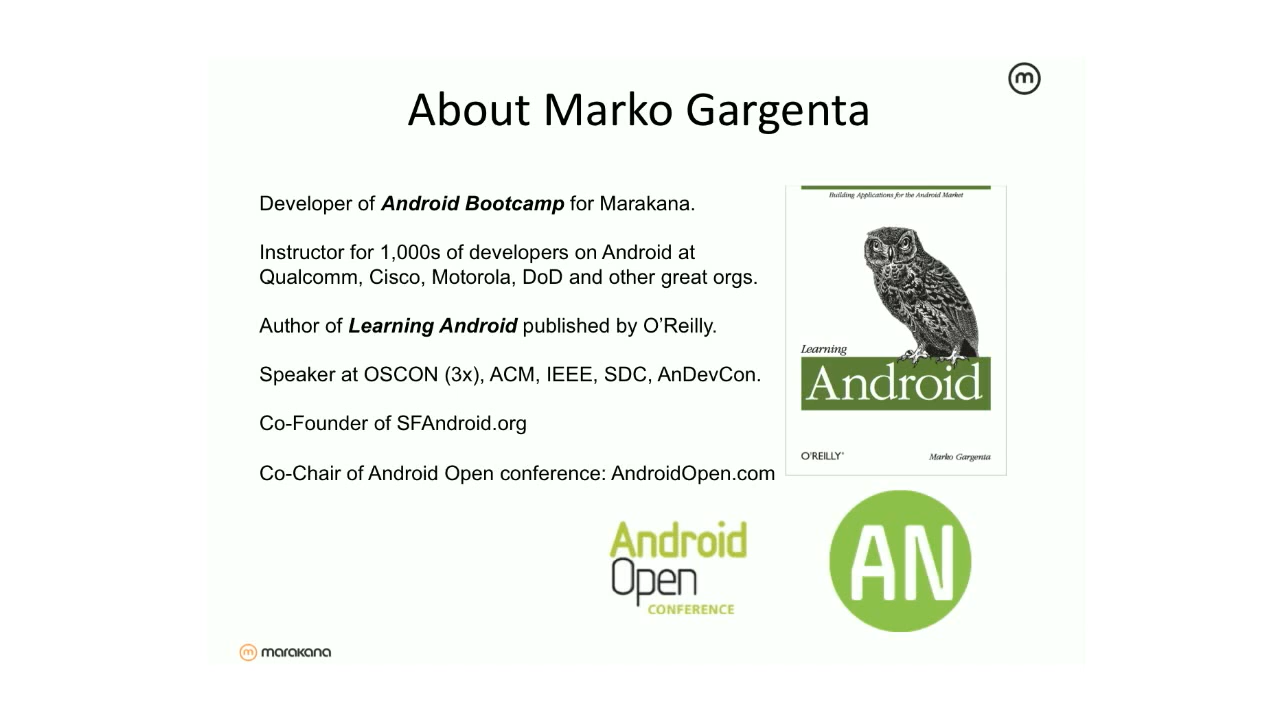 m
About Marko Gargenta
Developer of Android Bootcamp for Marakana.
Instructor for 1,000s of developers on Android at
Qualcomm, Cisco, Motorola, DoD and other great orgs.
Author of Learning Android published by O’Reilly.
Speaker at OSCON (3x), ACM, IEEE, SDC, AnDevCon.
Co-Founder of SFAndroid.org
Co-Chair of Android Open conference: AndroidOpen.com
Building Applications for the Android Market
Learning
Android
O'REILLY®
Marko Gargenta
Android
Open
CONFERENCE
AN
m marakana